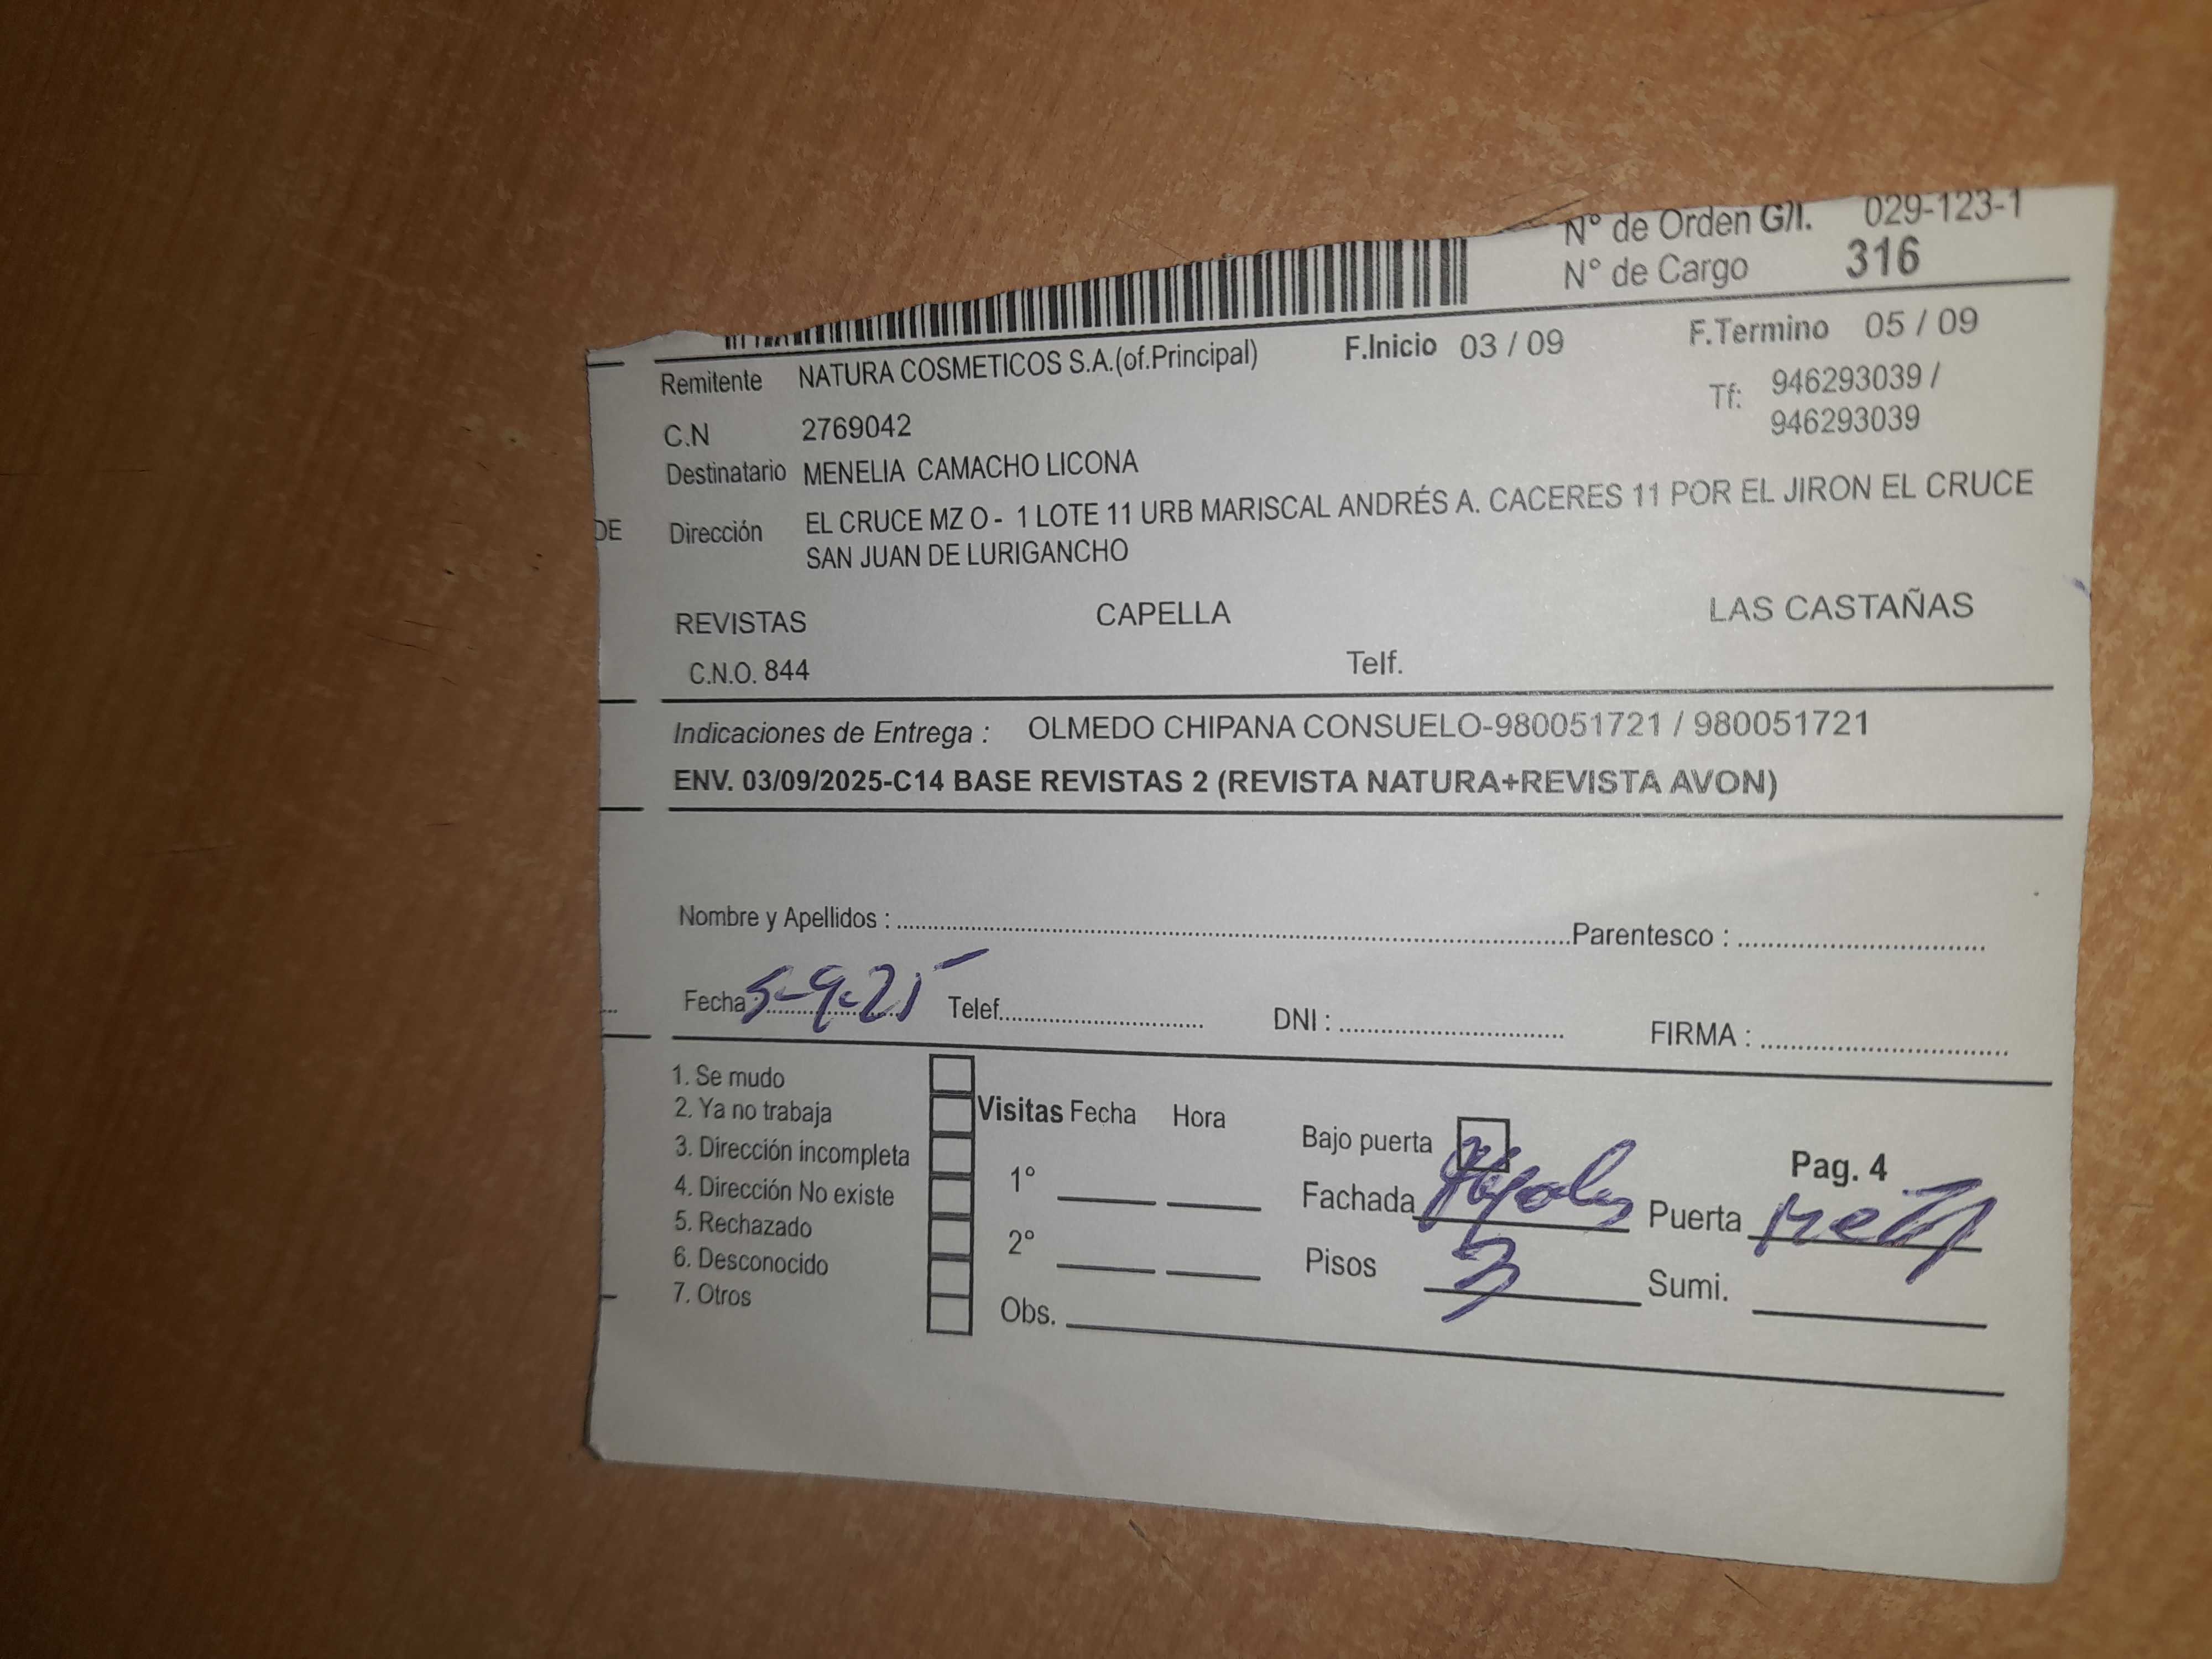 N° de Orden G/I. 029-123-1
N° de Cargo 316
Remitente NATURA COSMETICOS S.A.(of.Principal) F.Inicio 03 / 09 F.Termino 05 / 09
C.N 2769042 Tf: 946293039 /
946293039
Destinatario MENELIA CAMACHO LICONA
DE
Dirección EL CRUCE MZ O - 1 LOTE 11 URB MARISCAL ANDRÉS A. CACERES 11 POR EL JIRON EL CRUCE
SAN JUAN DE LURIGANCHO
REVISTAS CAPELLA LAS CASTAÑAS
C.N.O. 844 Telf.
Indicaciones de Entrega : OLMEDO CHIPANA CONSUELO-980051721 / 980051721
ENV. 03/09/2025-C14 BASE REVISTAS 2 (REVISTA NATURA+REVISTA AVON)
Nombre y Apellidos : Parentesco :
Fecha: 5-9-25 Telef. DNI : FIRMA :
1. Se mudo
2. Ya no trabaja
3. Dirección incompleta
4. Dirección No existe
5. Rechazado
6. Desconocido
7. Otros
Visitas Fecha Hora
1°
2°
Obs.
Bajo puerta Pag. 4
Fachada Puerta
Pisos 3 Sumi.